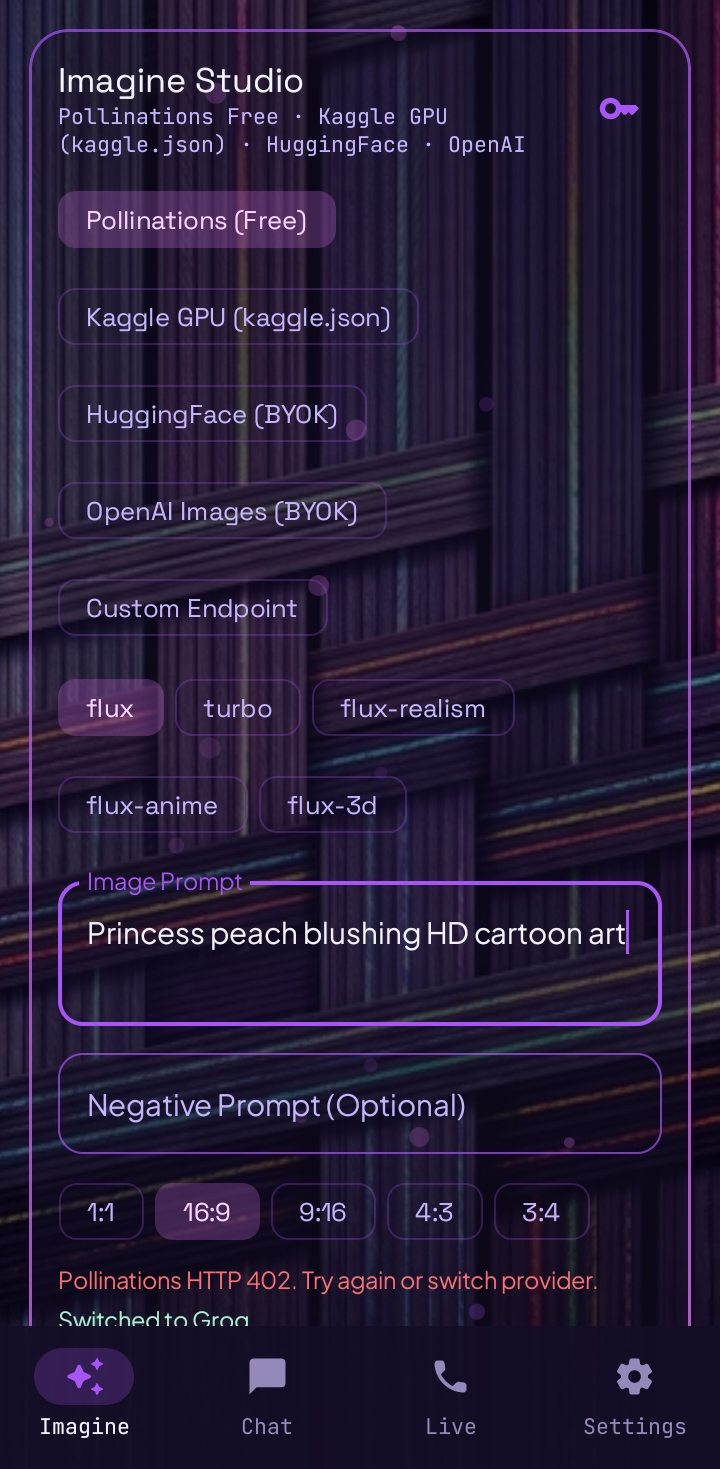 Imagine Studio
Pollinations Free · Kaggle GPU
(kaggle.json) · HuggingFace · OpenAI
Pollinations (Free)
Kaggle GPU (kaggle.json)
HuggingFace (BYOK)
OpenAI Images (BYOK)
Custom Endpoint
flux turbo flux-realism
flux-anime flux-3d
Image Prompt
Princess peach blushing HD cartoon art
Negative Prompt (Optional)
1:1 16:9 9:16 4:3 3:4
Pollinations HTTP 402. Try again or switch provider.
Switched to Groq
Imagine Chat Live Settings